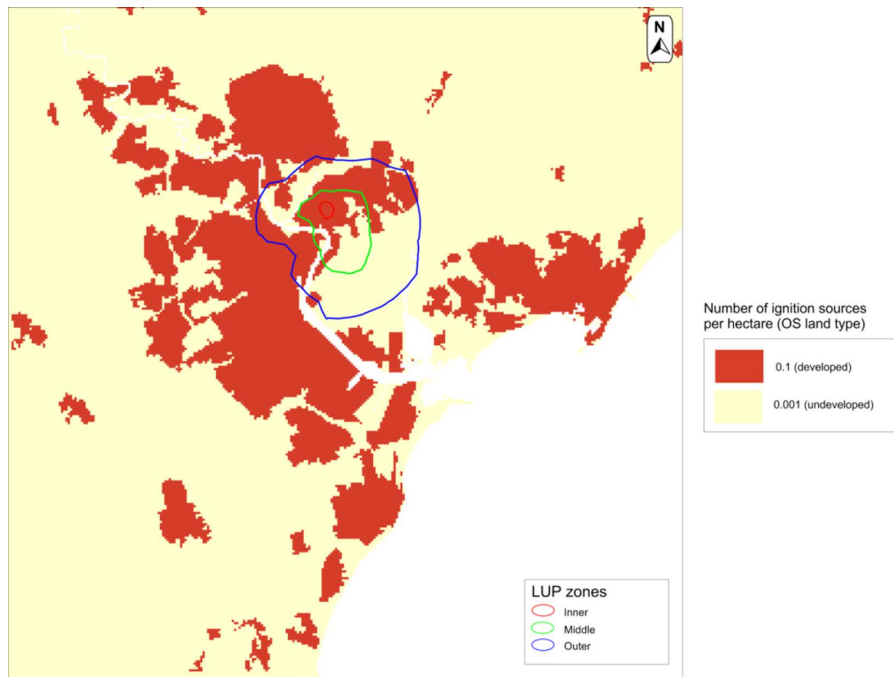 N
Number of ignition sources
per hectare (OS land type)
0.1 (developed)
0.001 (undeveloped)
LUP zones
Inner
Middle
Outer